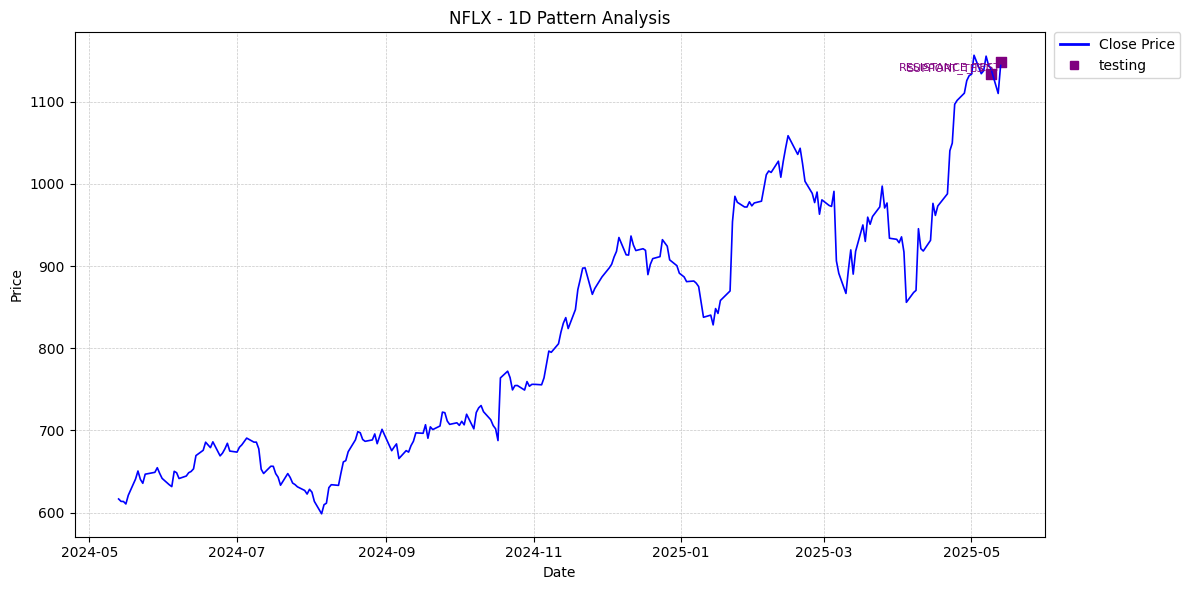 NFLX - 1D Pattern Analysis
Close Price
testing
1100
1000
900
800
700
600
Price
2024-05
2024-07
2024-09
2024-11
2025-01
2025-03
2025-05
Date